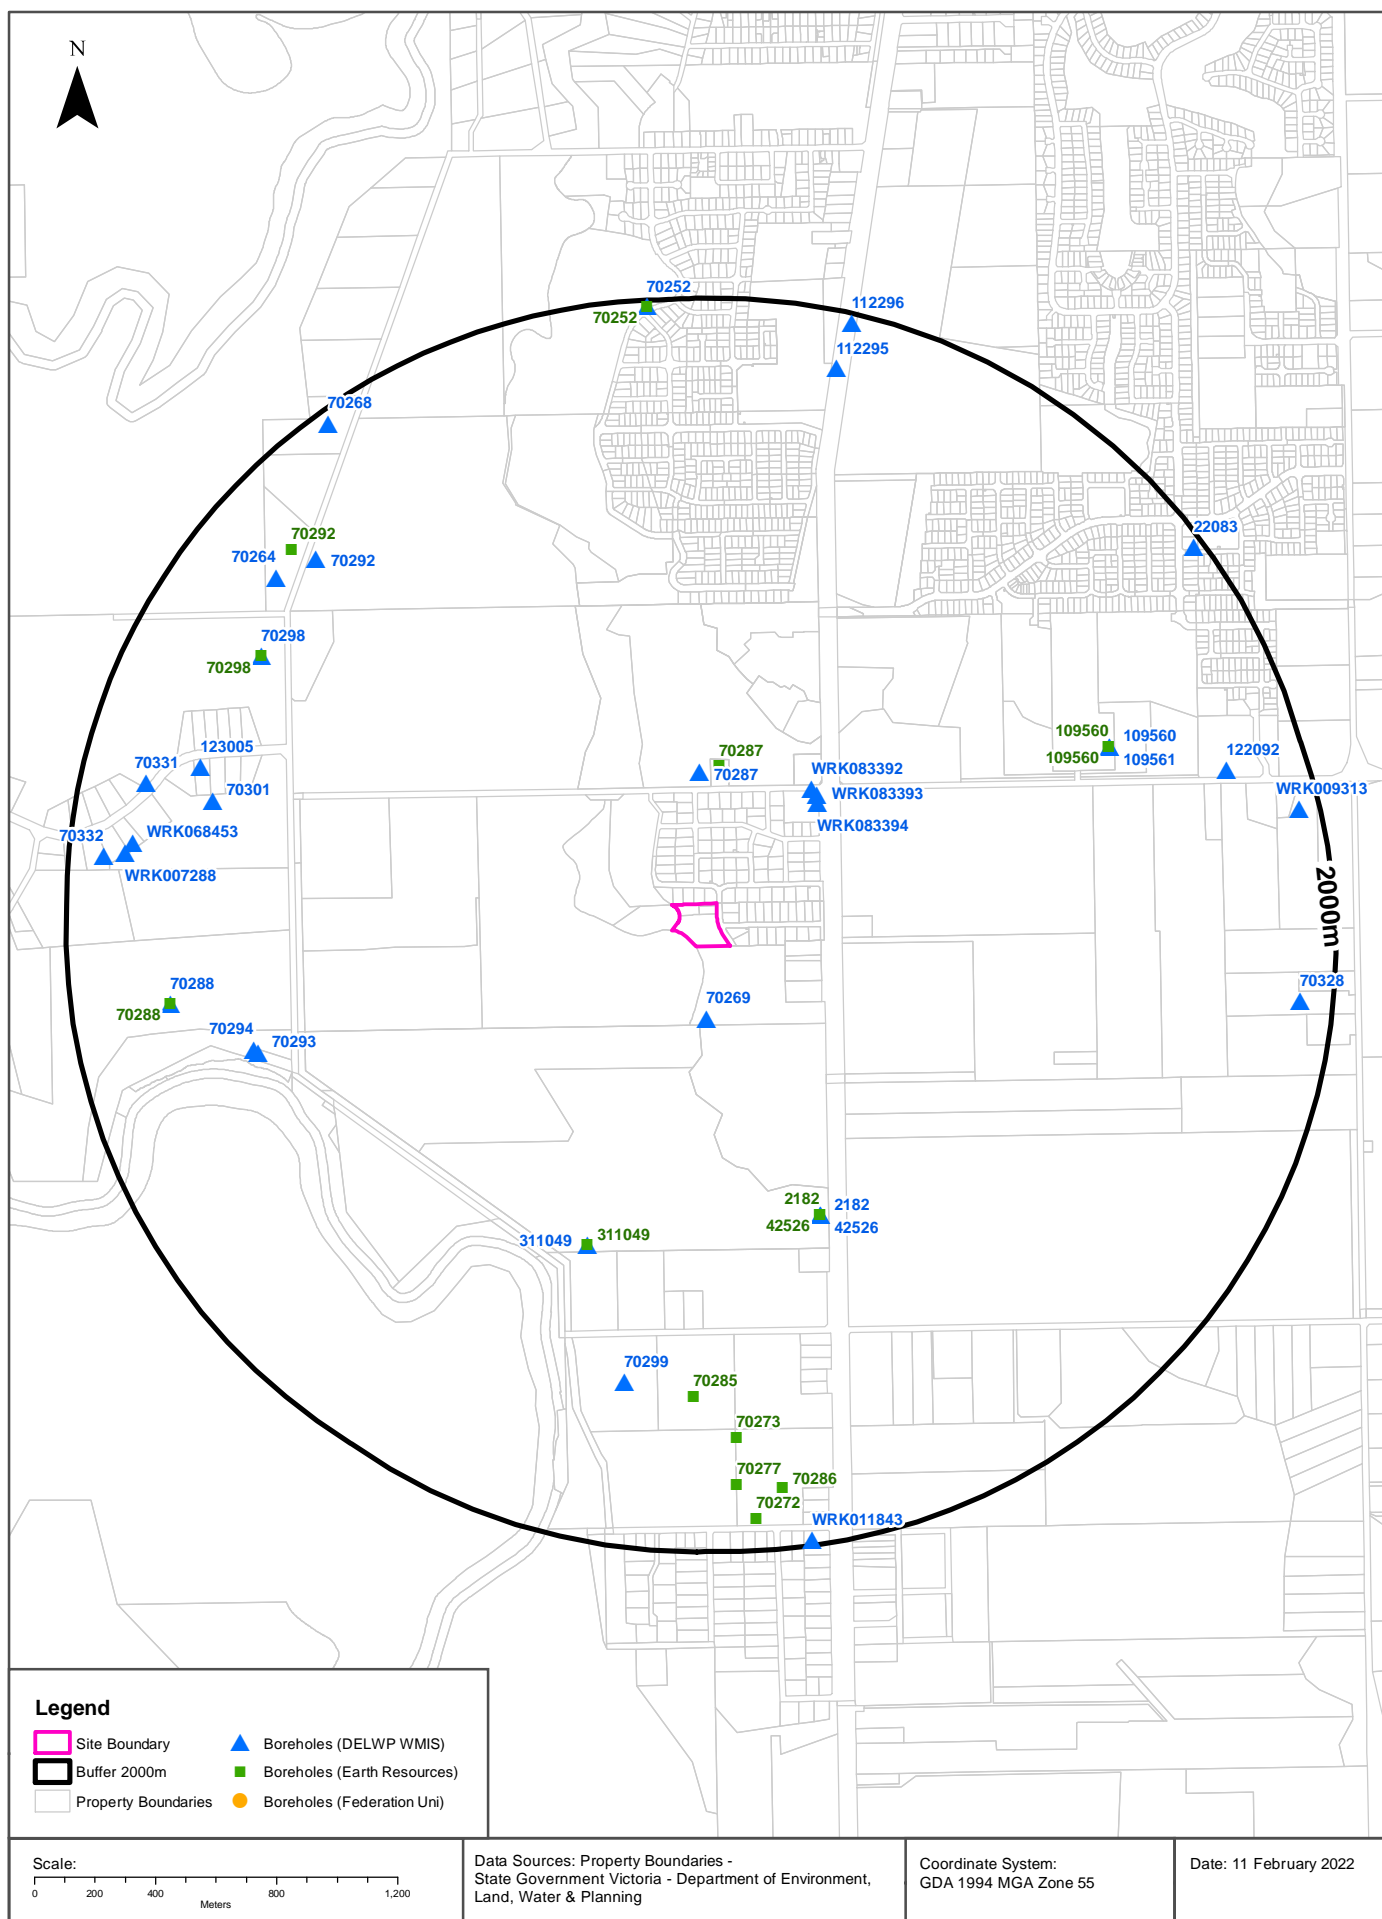 N
70252
112296
70252
112295
70268
22083
70292
70264
70292
70298
70298
109560
109560
70287
109560
109561
123005
122092
70331
WRK083392
70287
WRK009313
70301
WRK083393
WRK083394
WRK068453
70332
WRK007288
2000m
70288
70328
70269
70288
70294
70293
2182
2182
42526
42526
311049
311049
70299
70285
70273
70277
70286
70272
WRK011843
Legend
Site Boundary
Boreholes (DELWP WMIS)
Buffer 2000m
Boreholes (Earth Resources)
Property Boundaries
Boreholes (Federation Uni)
Scale:
0 200 400 800 1,200
Meters
Data Sources: Property Boundaries -
State Government Victoria - Department of Environment,
Land, Water & Planning
Coordinate System:
GDA 1994 MGA Zone 55
Date: 11 February 2022